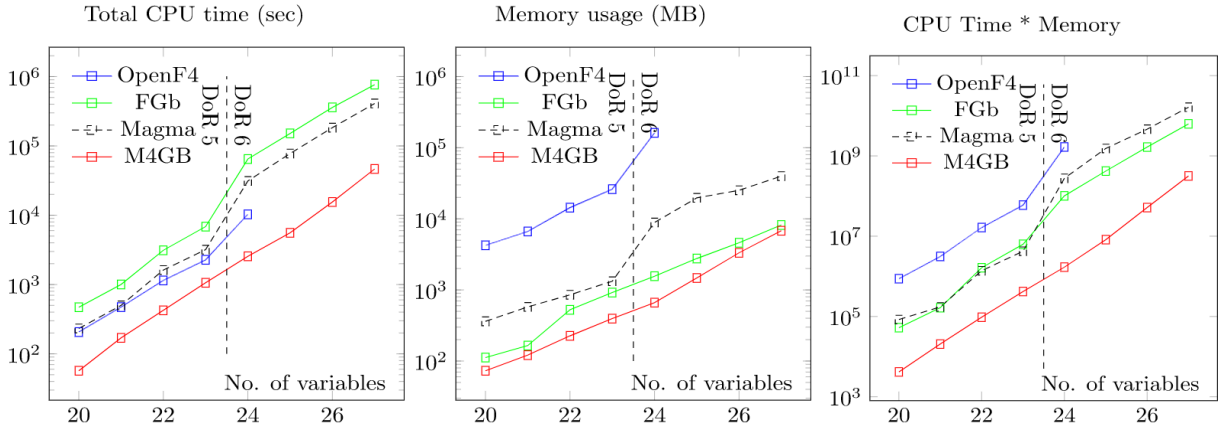 Total CPU time (sec)
10^6
10^5
10^4
10^3
10^2
OpenF4
FGb
Magma
M4GB
DoR 5
DoR 6
No. of variables
20 22 24 26
Memory usage (MB)
10^6
10^5
10^4
10^3
10^2
OpenF4
FGb
Magma
M4GB
DoR 5
DoR 6
No. of variables
20 22 24 26
CPU Time * Memory
10^11
10^9
10^7
10^5
10^3
OpenF4
FGb
Magma
M4GB
DoR 5
DoR 6
No. of variables
20 22 24 26